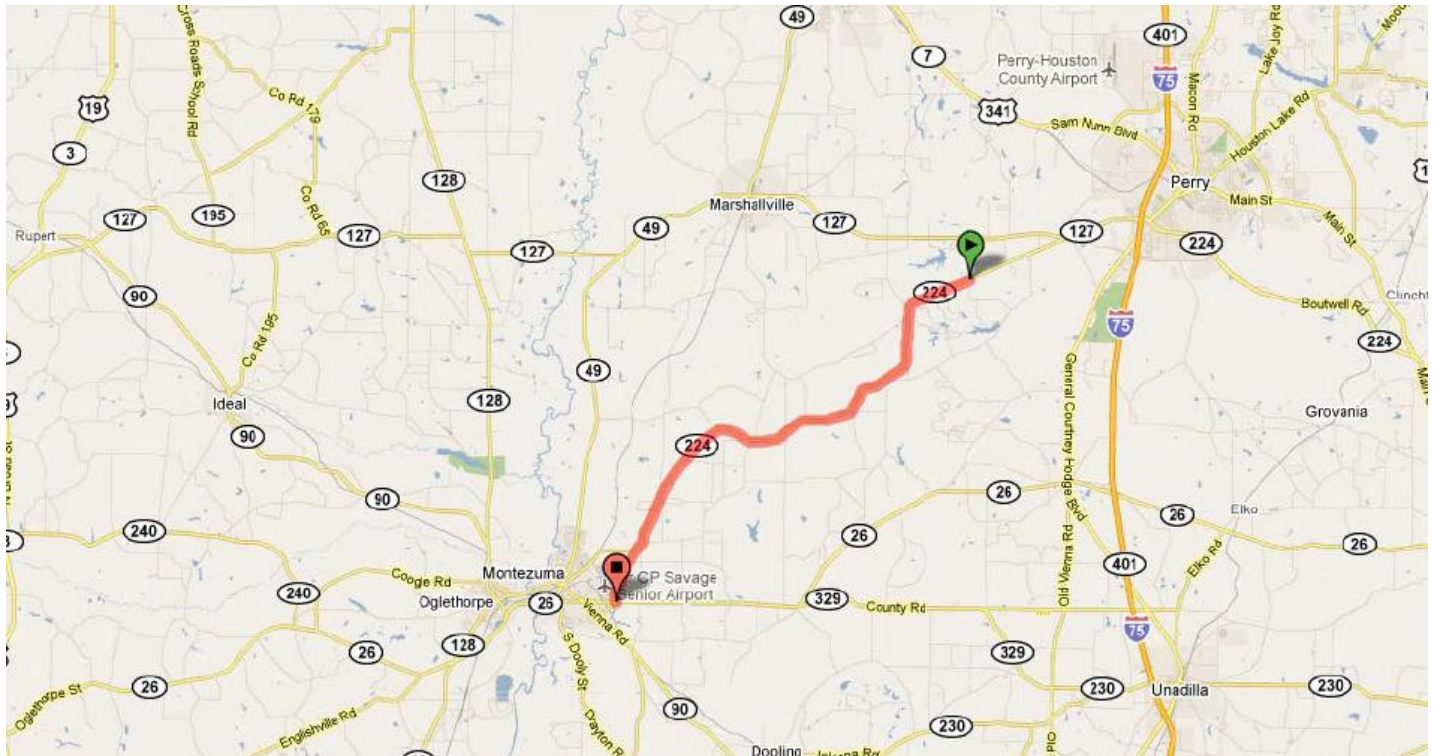 49
401
Cross Roads School Rd
7
Perry-Houston
County Airport
75
Macon Rd
Lake Joy Rd
19
Co Rd 179
341
Sam Nunn Blvd
Houston Lake Rd
3
128
Perry
Main St
Main St
195
Co Rd 65
Marshallville
127
127
Rupert
127
49
127
127
224
127
90
224
Boutwell Rd
75
Co Rd 195
224
49
General Courtney Hodge Blvd
Ideal
128
Grovania
90
224
90
26
Elko
26
240
26
26
Old Vienna Rd
Montezuma
Coogle Rd
CP Savage
Senior Airport
401
Elko Rd
240
Oglethorpe
26
329
County Rd
Vienna Rd
75
128
S Dooly St
26
329
26
Oglethorpe St
230
Unadilla
230
90
230
Englishville Rd
Drayton Rd
Dooling